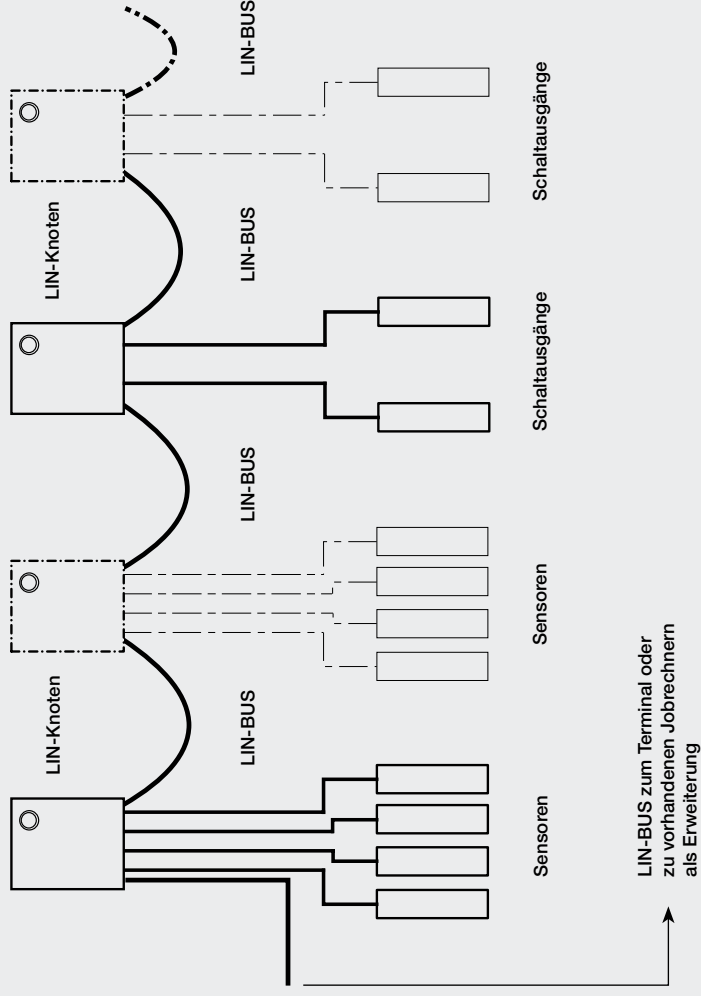 LIN-Knoten
LIN-Knoten
LIN-BUS
LIN-BUS
LIN-BUS
LIN-BUS
Sensoren
Sensoren
Schaltausgänge
Schaltausgänge
LIN-BUS zum Terminal oder
zu vorhandenen Jobrechnern
als Erweiterung